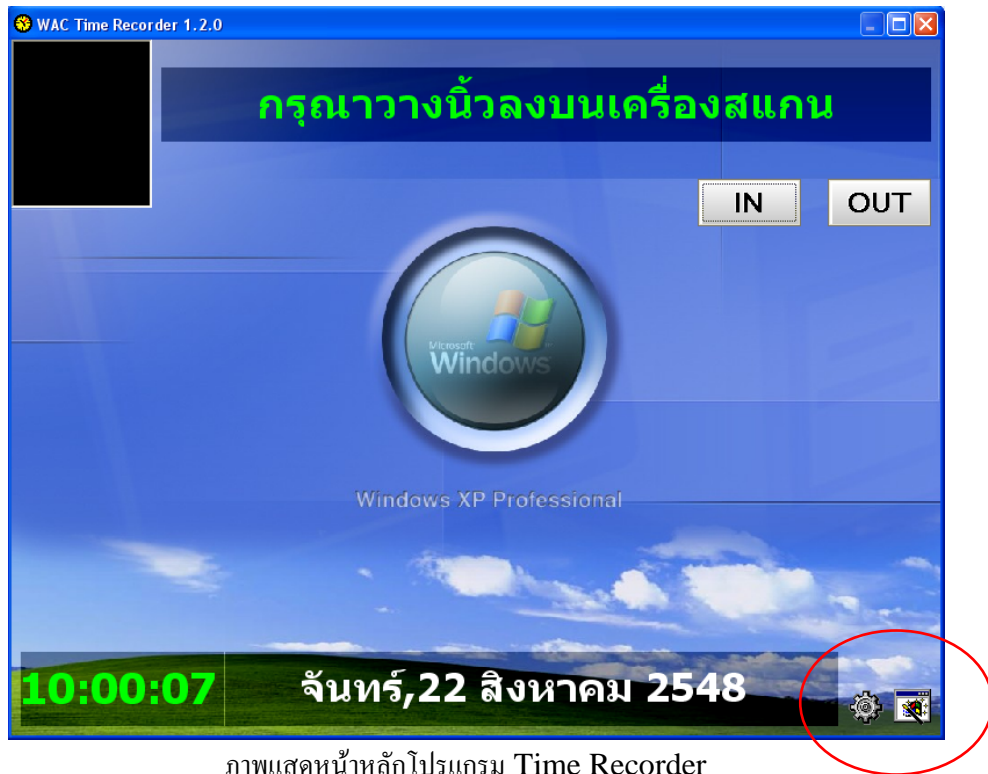 WAC Time Recorder 1.2.0
กรุณาวางนิ้วลงบนเครื่องสแกน
IN OUT
Microsoft
Windows
Windows XP Professional
10:00:07 จันทร์,22 สิงหาคม 2548
ภาพแสดหน้าหลักโปรแกรม Time Recorder